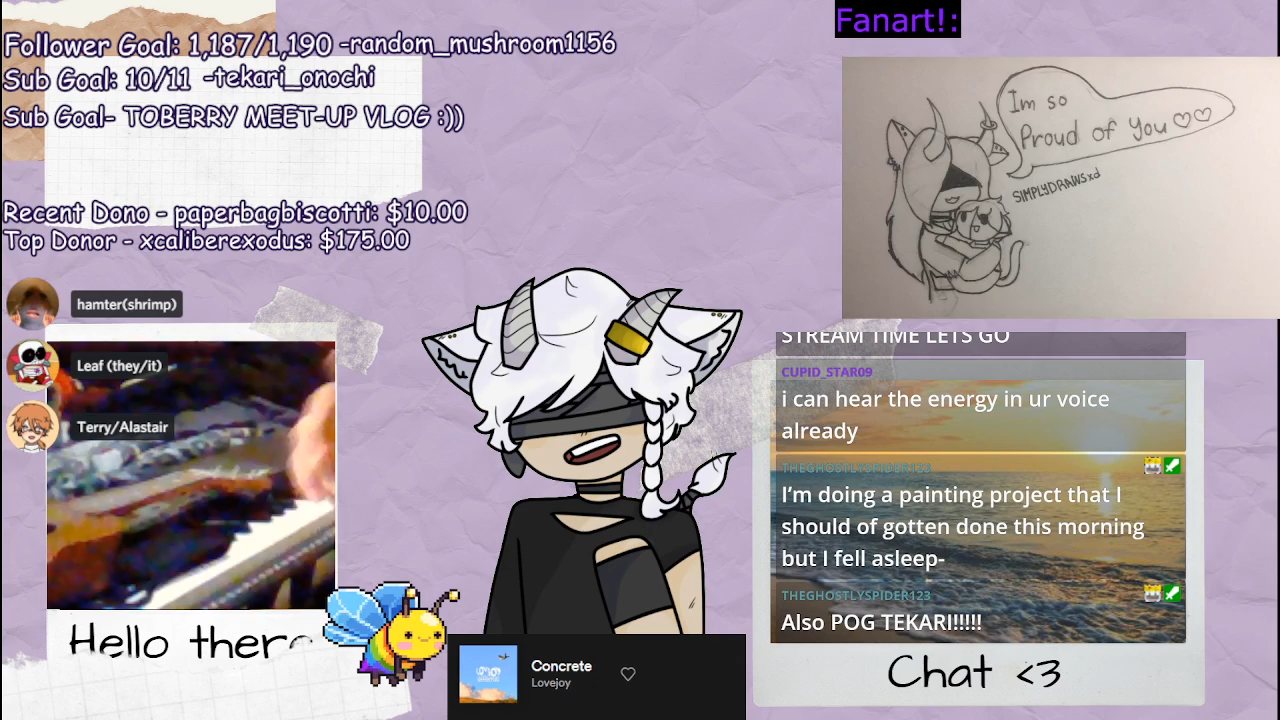 Follower Goal: 1,187/1,190 -random_mushroom1156
Sub Goal: 10/11 -tekari_onochi
Sub Goal- TOBERRY MEET-UP VLOG :))
Recent Dono - paperbagbiscotti: $10.00
Top Donor - xcaliberexodus: $175.00
hamter(shrimp)
Leaf (they/it)
Terry/Alastair
Hello there
Concrete
Lovejoy
Fanart!:
Im so
Proud of You ♡♡
SIMPLYDRAWSxd
STREAM TIME LETS GO
CUPID_STAR09
i can hear the energy in ur voice
already
THEGHOSTLYSPIDER123
I'm doing a painting project that I
should of gotten done this morning
but I fell asleep-
THEGHOSTLYSPIDER123
Also POG TEKARI!!!!!
Chat <3